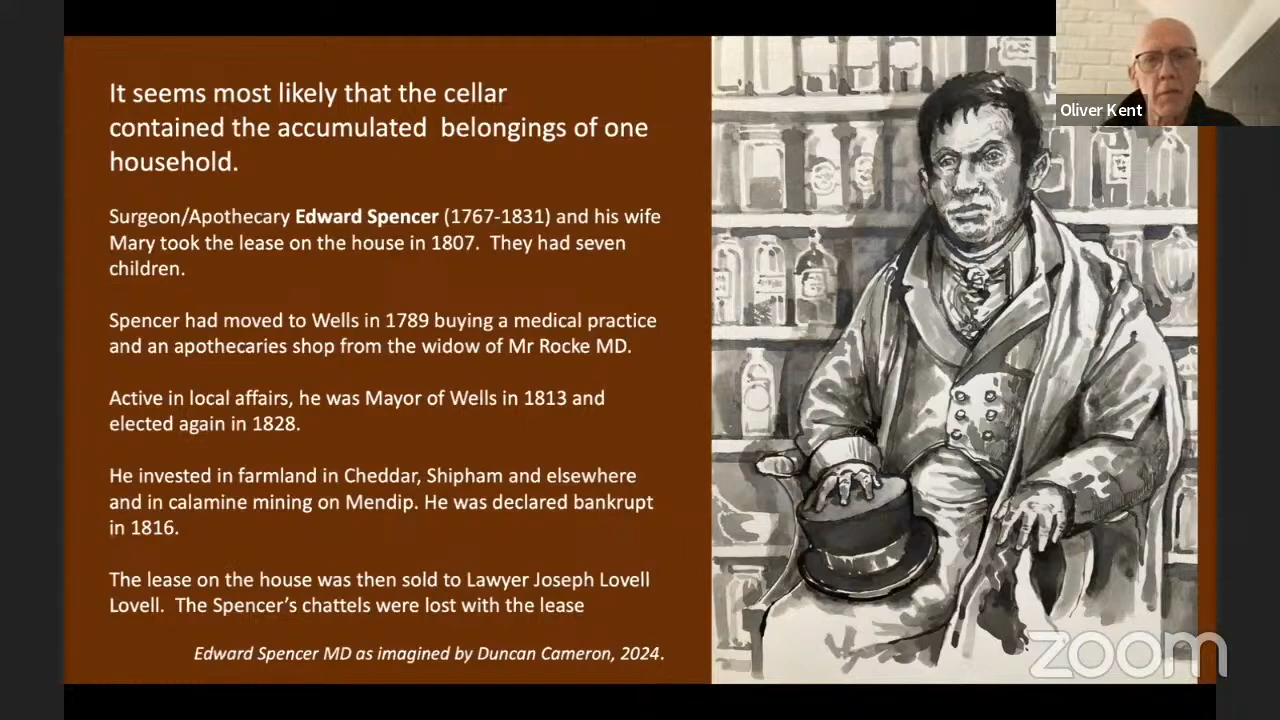 It seems most likely that the cellar
contained the accumulated belongings of one
household.
Surgeon/Apothecary Edward Spencer (1767-1831) and his wife
Mary took the lease on the house in 1807. They had seven
children.
Spencer had moved to Wells in 1789 buying a medical practice
and an apothecaries shop from the widow of Mr Rocke MD.
Active in local affairs, he was Mayor of Wells in 1813 and
elected again in 1828.
He invested in farmland in Cheddar, Shipham and elsewhere
and in calamine mining on Mendip. He was declared bankrupt
in 1816.
The lease on the house was then sold to Lawyer Joseph Lovell
Lovell. The Spencer's chattels were lost with the lease
Edward Spencer MD as imagined by Duncan Cameron, 2024.
Oliver Kent
zoom